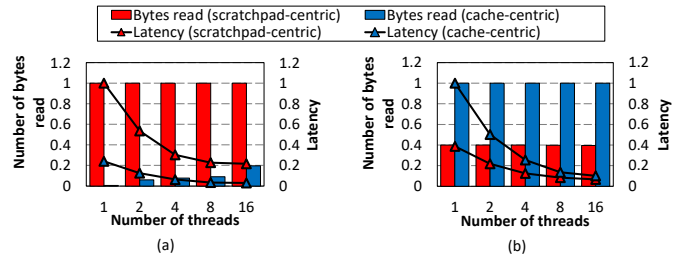 Bytes read (scratchpad-centric) Bytes read (cache-centric)
Latency (scratchpad-centric) Latency (cache-centric)
Number of bytes read
1.2
1
0.8
0.6
0.4
0.2
0
1.2
1
0.8
0.6
0.4
0.2
0
Latency
1 2 4 8 16
Number of threads
(a)
Number of bytes read
1.2
1
0.8
0.6
0.4
0.2
0
1.2
1
0.8
0.6
0.4
0.2
0
Latency
1 2 4 8 16
Number of threads
(b)